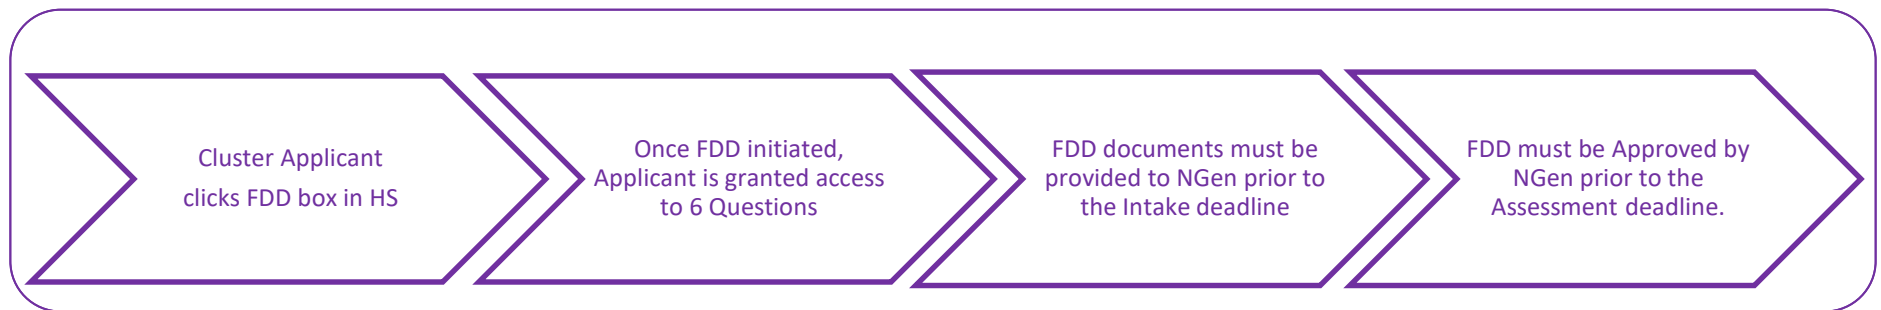 Cluster Applicant
clicks FDD box in HS
Once FDD initiated,
Applicant is granted access
to 6 Questions
FDD documents must be
provided to NGen prior to
the Intake deadline
FDD must be Approved by
NGen prior to the
Assessment deadline.